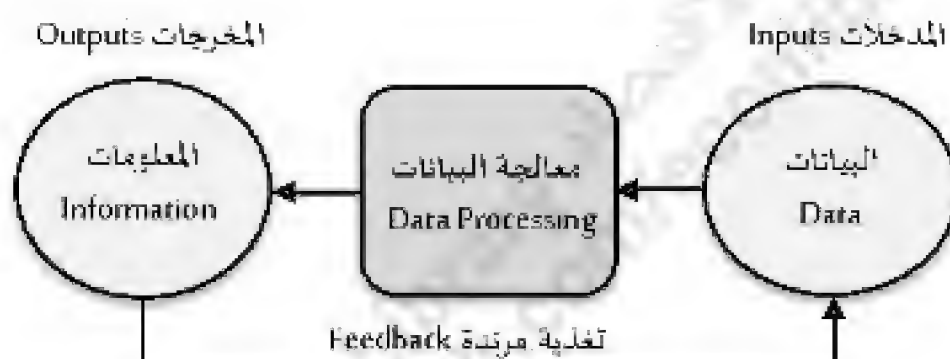 المدخلات Inputs
المخرجات Outputs
البيانات
Data
معالجة البيانات
Data Processing
المعلومات
Information
تغذية مرتدة Feedback